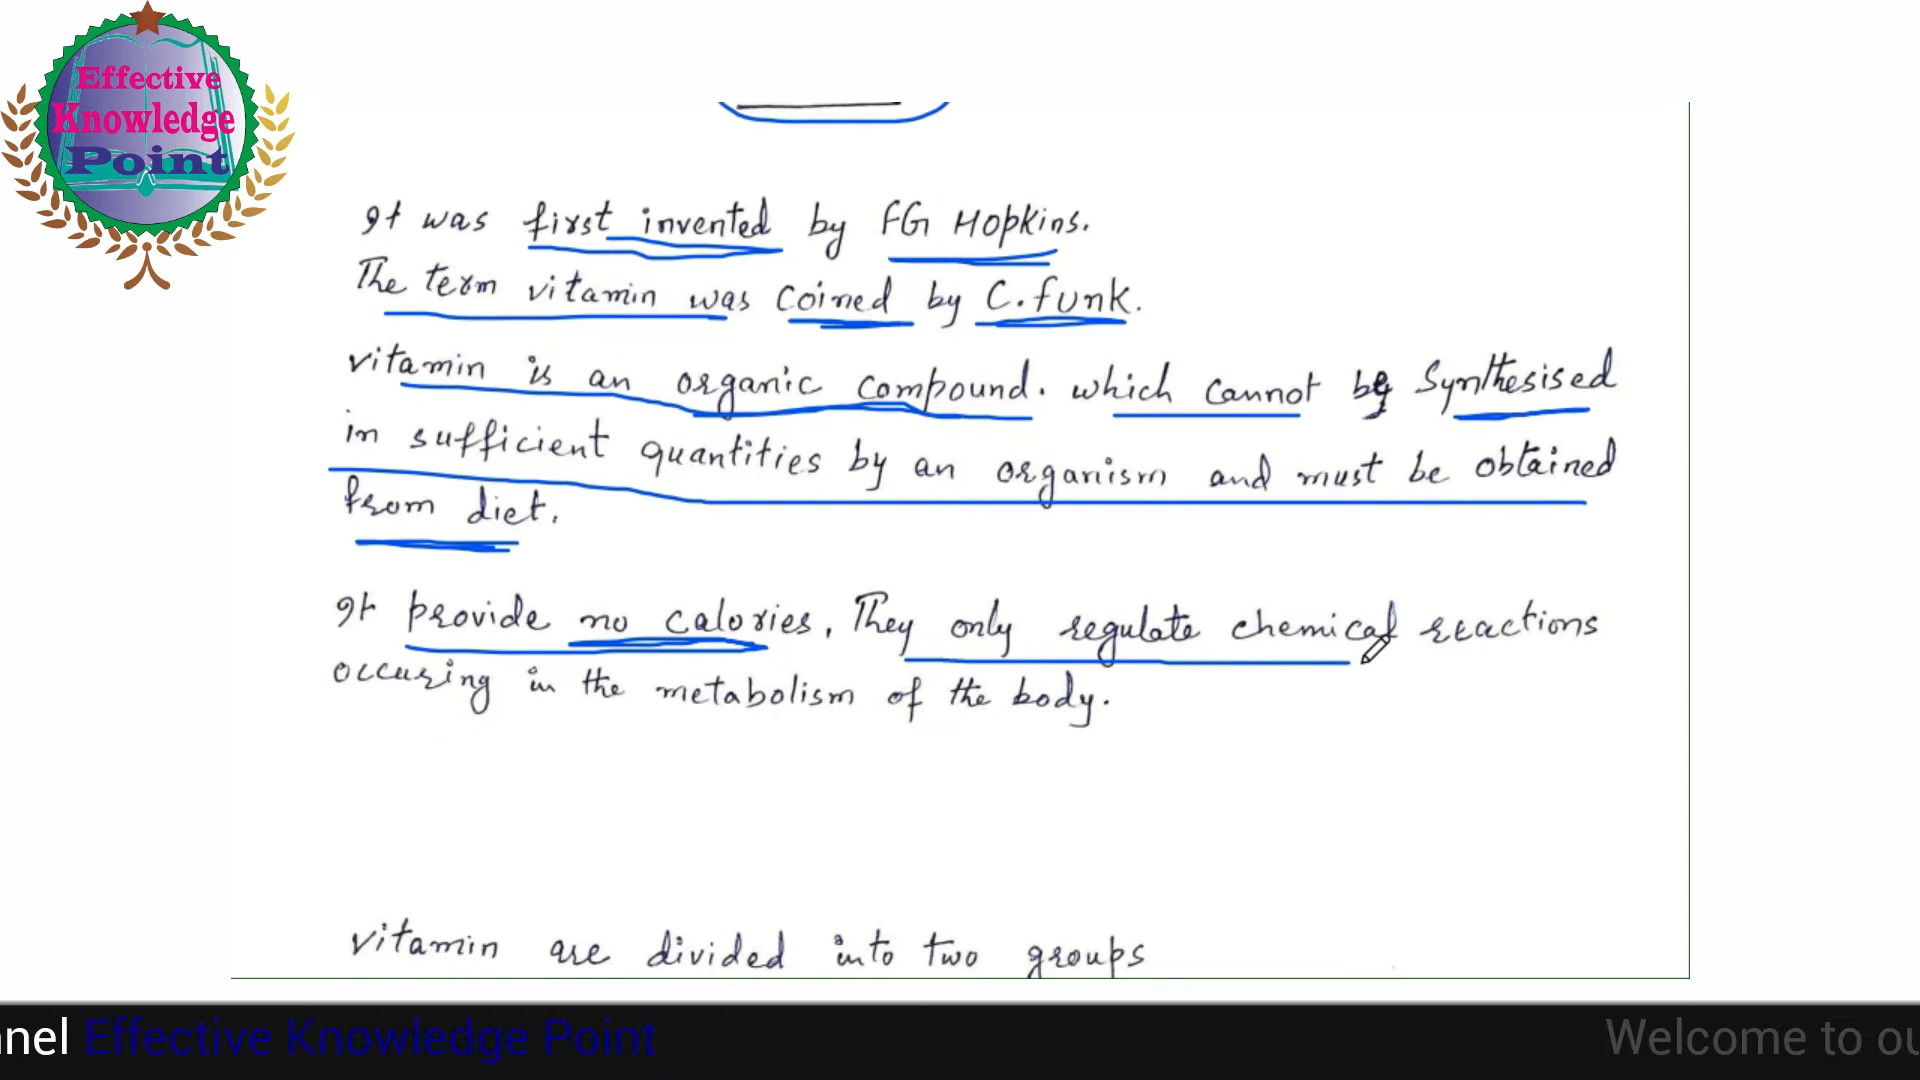 Effective
Knowledge
Point
It was first invented by FG Hopkins.
The term vitamin was coined by C. funk.
vitamin is an organic compound. which cannot be synthesised
in sufficient quantities by an organism and must be obtained
from diet.
It provide no calories, They only regulate chemical reactions
occuring in the metabolism of the body.
vitamin are divided into two groups
nnel Effective Knowledge Point
Welcome to ou